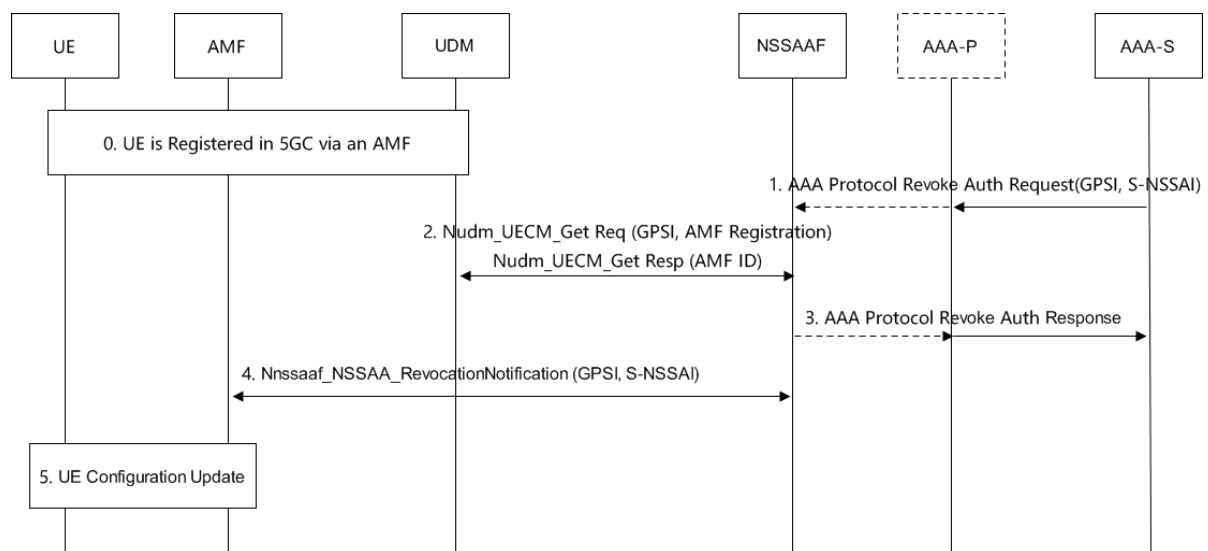 UE
AMF
UDM
NSSAAF
AAA-P
AAA-S
0. UE is Registered in 5GC via an AMF
1. AAA Protocol Revoke Auth Request(GPSI, S-NSSAI)
2. Nudm_UECM_Get Req (GPSI, AMF Registration)
Nudm_UECM_Get Resp (AMF ID)
3. AAA Protocol Revoke Auth Response
4. Nnssaaf_NSSAA_RevocationNotification (GPSI, S-NSSAI)
5. UE Configuration Update